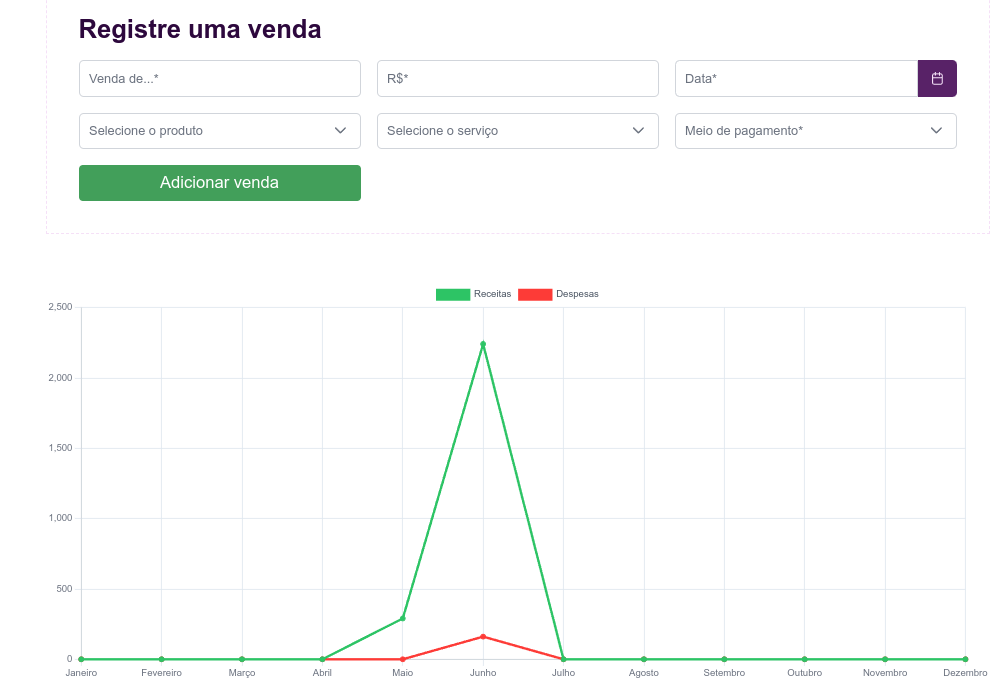 Registre uma venda
Venda de...* R$* Data*
Selecione o produto Selecione o serviço Meio de pagamento*
Adicionar venda
Receitas Despesas
2,500
2,000
1,500
1,000
500
0
Janeiro Fevereiro Março Abril Maio Junho Julho Agosto Setembro Outubro Novembro Dezembro